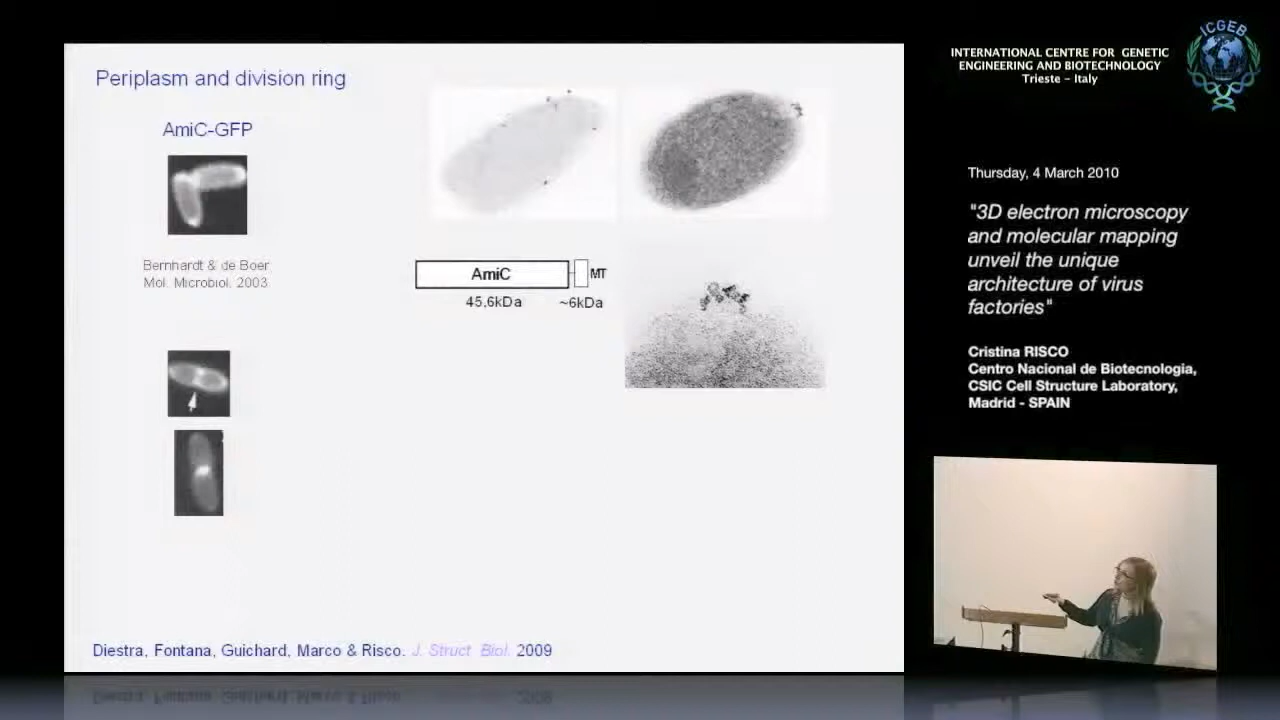 Periplasm and division ring
AmiC-GFP
Bernhardt & de Boer
Mol. Microbiol. 2003
AmiC
MT
45,6kDa
~6kDa
Diestra, Fontana, Guichard, Marco & Risco. J. Struct Biol. 2009
INTERNATIONAL CENTRE FOR GENETIC
ENGINEERING AND BIOTECHNOLOGY
Trieste - Italy
ICGEB
Thursday, 4 March 2010
"3D electron microscopy
and molecular mapping
unveil the unique
architecture of virus
factories"
Cristina RISCO
Centro Nacional de Biotecnologia,
CSIC Cell Structure Laboratory,
Madrid - SPAIN